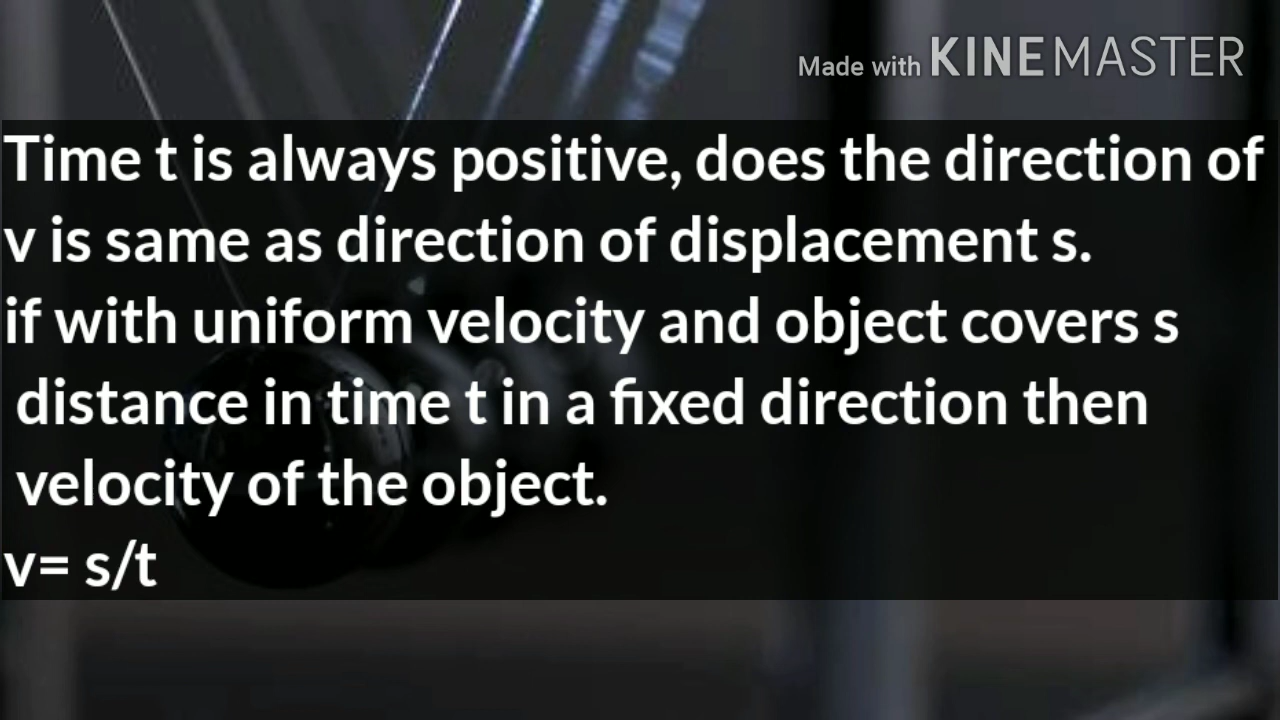 Made with KINEMASTER
Time t is always positive, does the direction of
v is same as direction of displacement s.
if with uniform velocity and object covers s
distance in time t in a fixed direction then
velocity of the object.
v= s/t